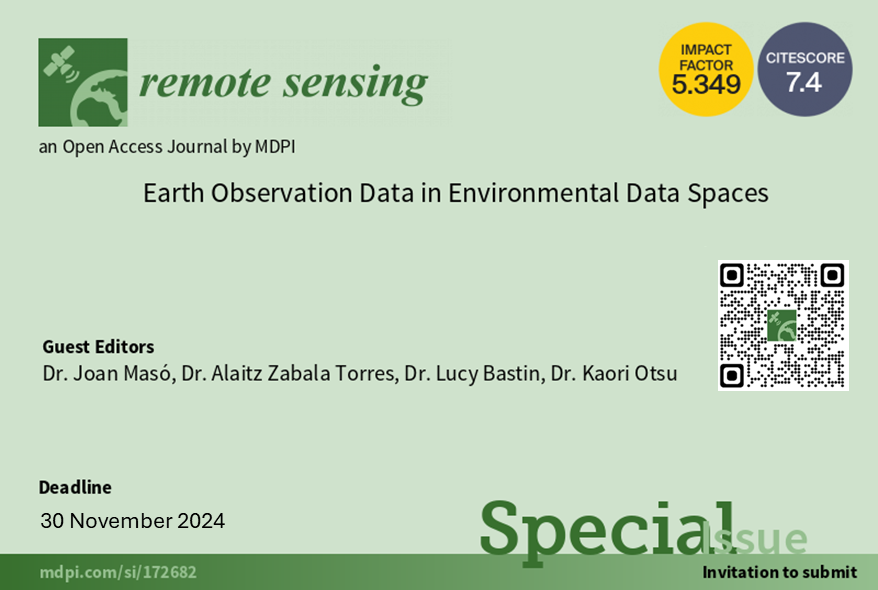 remote sensing
IMPACT
FACTOR
5.349
CITESCORE
7.4
an Open Access Journal by MDPI
Earth Observation Data in Environmental Data Spaces
Guest Editors
Dr. Joan Masó, Dr. Alaitz Zabala Torres, Dr. Lucy Bastin, Dr. Kaori Otsu
Deadline
30 November 2024
Special
Issue
mdpi.com/si/172682
Invitation to submit